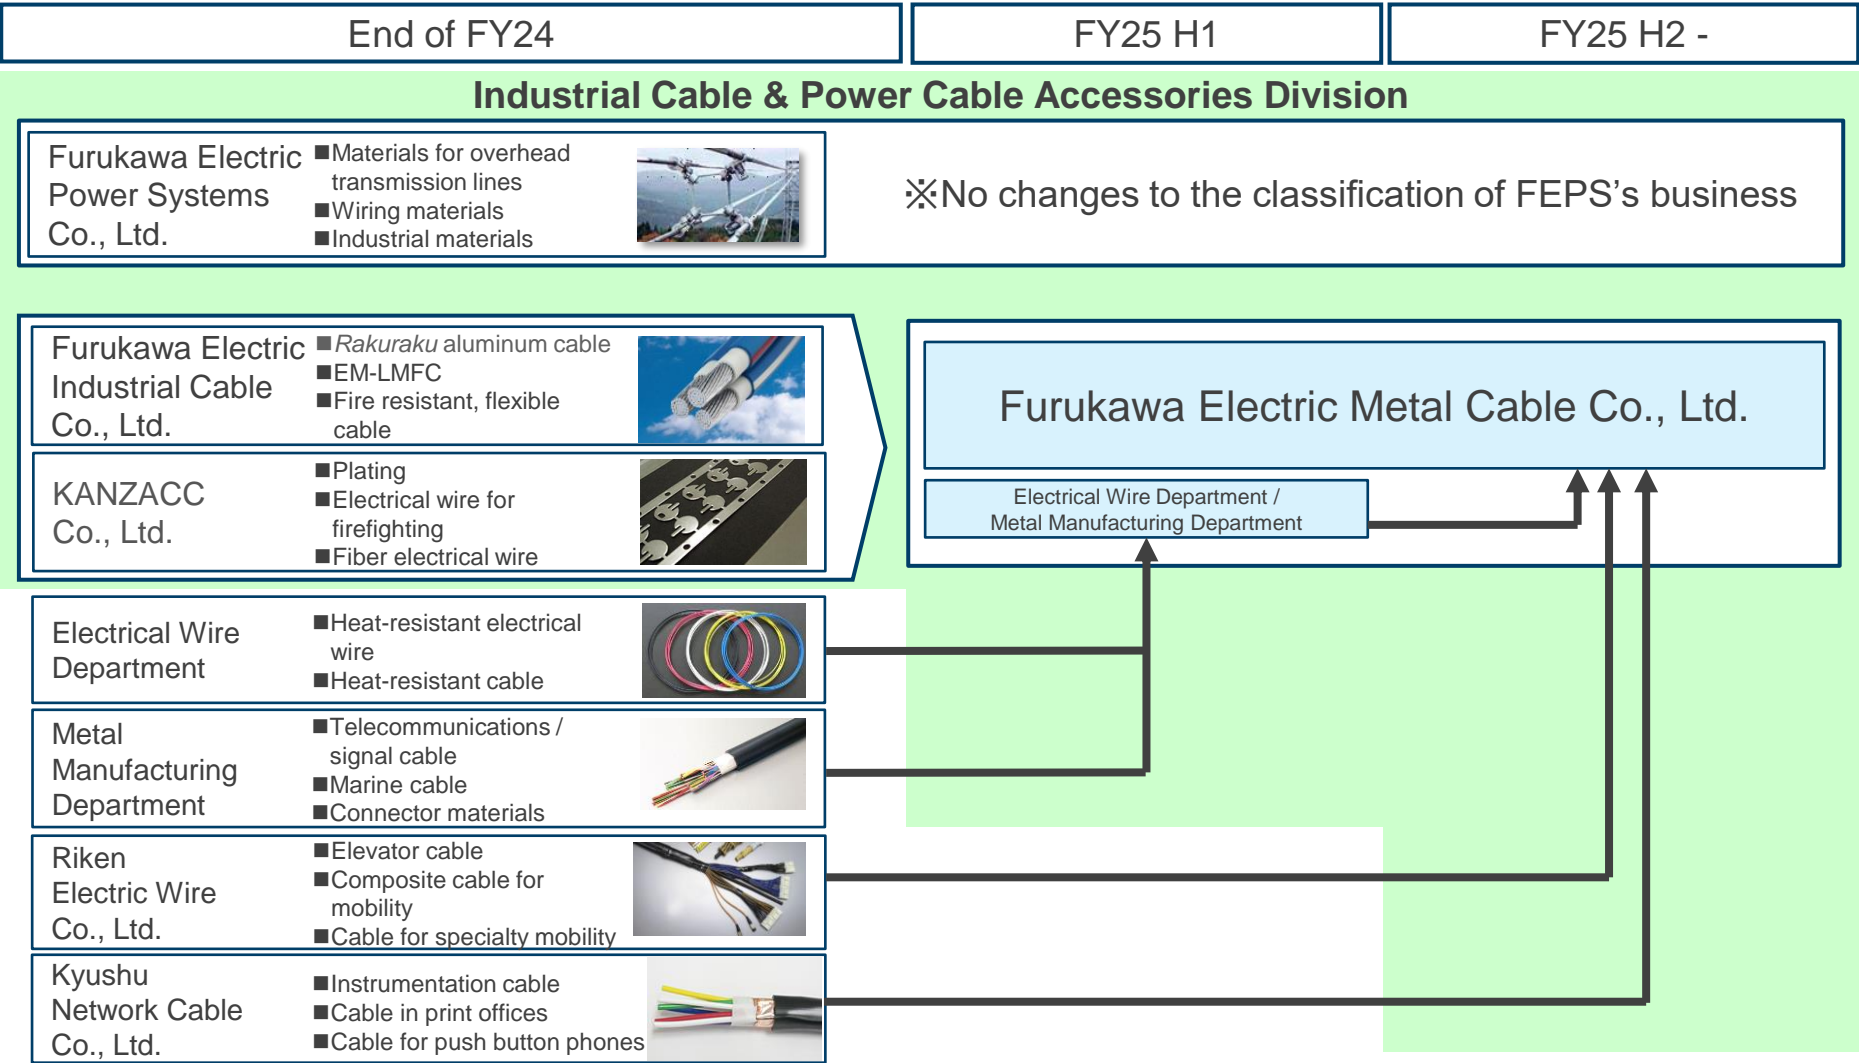 End of FY24
FY25 H1
FY25 H2 -
Industrial Cable & Power Cable Accessories Division
Furukawa Electric
Power Systems
Co., Ltd.
■Materials for overhead
transmission lines
■Wiring materials
■Industrial materials
※No changes to the classification of FEPS's business
Furukawa Electric
Industrial Cable
Co., Ltd.
■Rakuraku aluminum cable
■EM-LMFC
■Fire resistant, flexible
cable
KANZACC
Co., Ltd.
■Plating
■Electrical wire for
firefighting
■Fiber electrical wire
Furukawa Electric Metal Cable Co., Ltd.
Electrical Wire Department /
Metal Manufacturing Department
Electrical Wire
Department
■Heat-resistant electrical
wire
■Heat-resistant cable
Metal
Manufacturing
Department
■Telecommunications /
signal cable
■Marine cable
■Connector materials
Riken
Electric Wire
Co., Ltd.
■Elevator cable
■Composite cable for
mobility
■Cable for specialty mobility
Kyushu
Network Cable
Co., Ltd.
■Instrumentation cable
■Cable in print offices
■Cable for push button phones